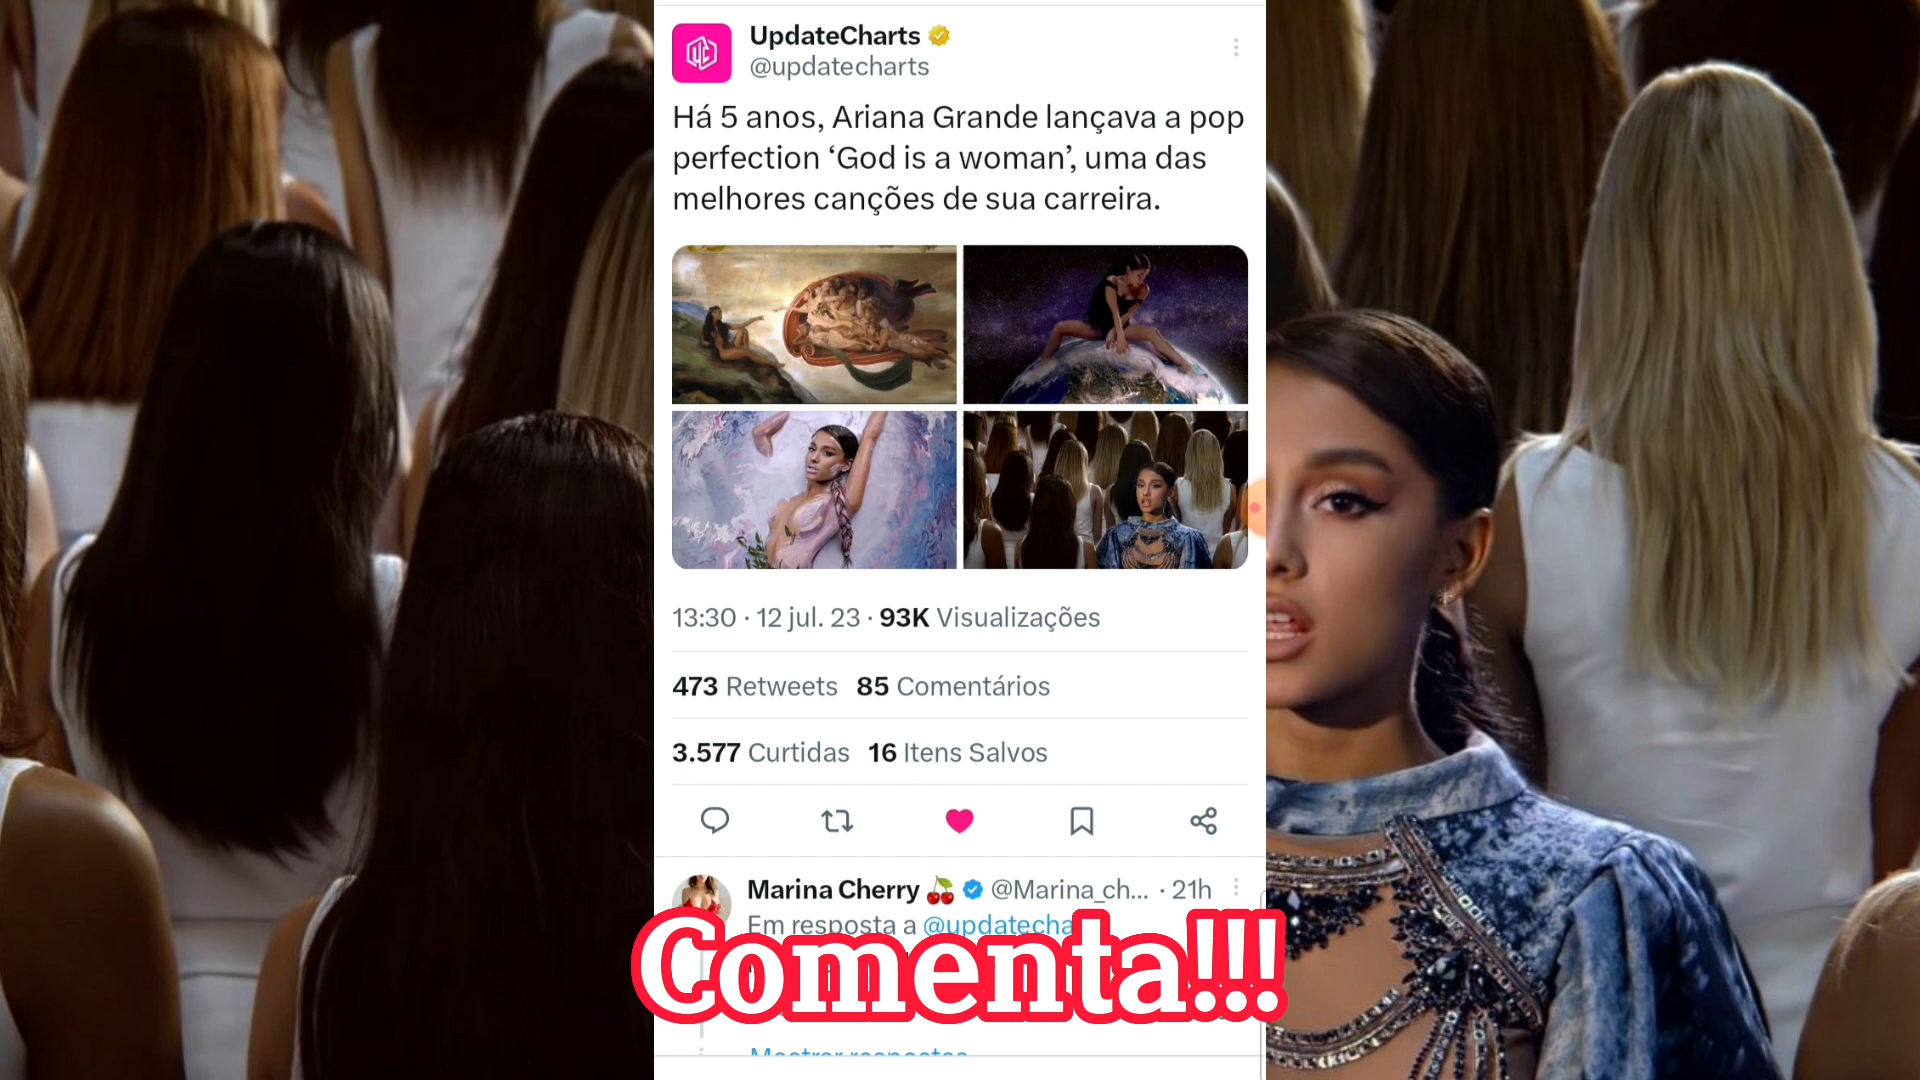 UpdateCharts
@updatecharts
Há 5 anos, Ariana Grande lançava a pop
perfection ‘God is a woman’, uma das
melhores canções de sua carreira.
13:30 · 12 jul. 23 · 93K Visualizações
473 Retweets 85 Comentários
3.577 Curtidas 16 Itens Salvos
Marina Cherry 🍒 @Marina_ch... · 21h
Em resposta a @updatecha
Comenta!!!
Mostrar respostas